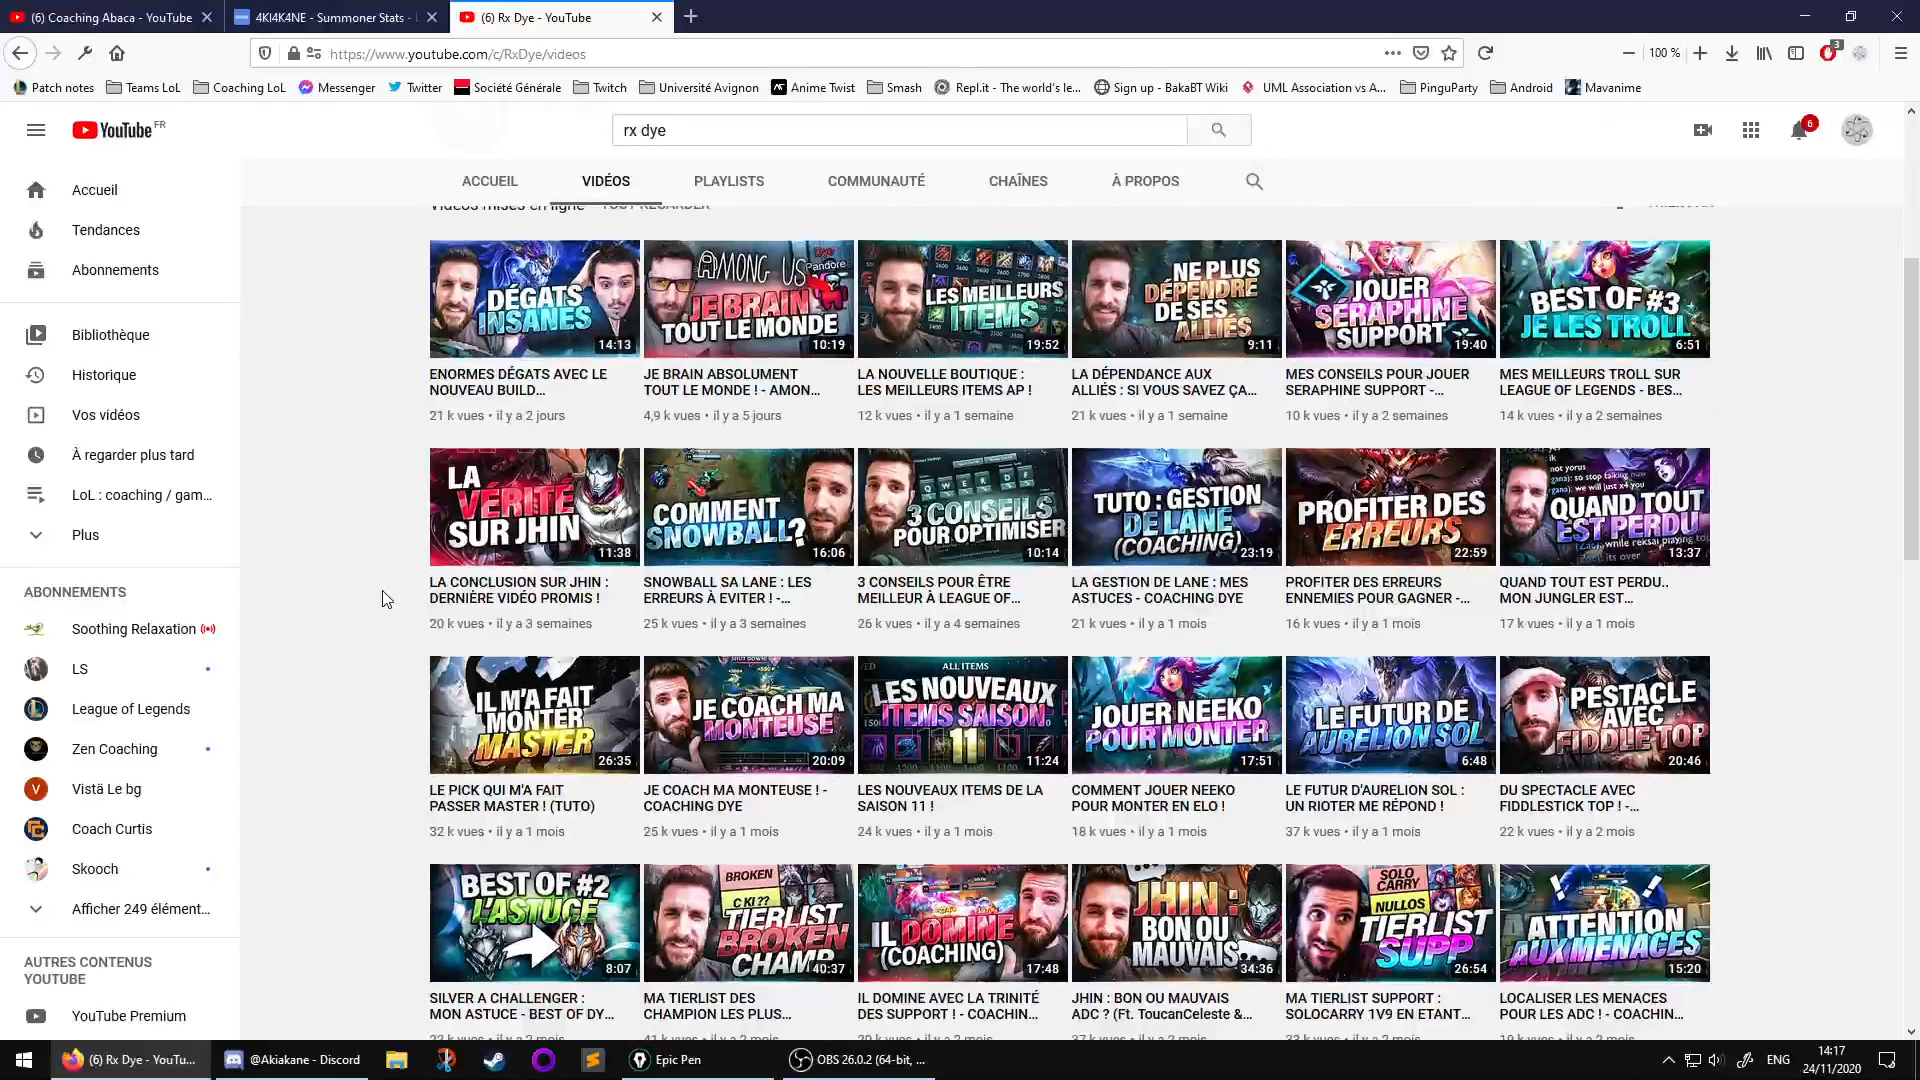 (6) Coaching Abaca - YouTube
4KI4K4NE - Summoner Stats - L
(6) Rx Dye - YouTube
https://www.youtube.com/c/RxDye/videos
100 %
3
Patch notes
Teams LoL
Coaching LoL
Messenger
Twitter
Société Générale
Twitch
Université Avignon
Anime Twist
Smash
Repl.it - The world's le...
Sign up - BakaBT Wiki
UML Association vs A...
PinguParty
Android
Mavanime
YouTube FR
rx dye
6
ACCUEIL
VIDÉOS
PLAYLISTS
COMMUNAUTÉ
CHAÎNES
À PROPOS
Vidéos mises en ligne
TOUT REGARDER
Accueil
Tendances
Abonnements
Bibliothèque
Historique
Vos vidéos
À regarder plus tard
LoL : coaching / gam...
Plus
ABONNEMENTS
Soothing Relaxation
LS
League of Legends
Zen Coaching
Vistä Le bg
Coach Curtis
Skooch
Afficher 249 élément...
AUTRES CONTENUS
YOUTUBE
YouTube Premium
DÉGATS
INSANES
14:13
ENORMES DÉGATS AVEC LE
NOUVEAU BUILD...
21 k vues • il y a 2 jours
AMONG US
Pandore
JE BRAIN
TOUT LE MONDE
10:19
JE BRAIN ABSOLUMENT
TOUT LE MONDE ! - AMON...
4,9 k vues • il y a 5 jours
LES MEILLEURS
ITEMS
19:52
LA NOUVELLE BOUTIQUE :
LES MEILLEURS ITEMS AP !
12 k vues • il y a 1 semaine
NE PLUS
DÉPENDRE
DE SES
ALLIÉS
9:11
LA DÉPENDANCE AUX
ALLIÉS : SI VOUS SAVEZ ÇA...
21 k vues • il y a 1 semaine
JOUER
SÉRAPHINE
SUPPORT
19:40
MES CONSEILS POUR JOUER
SERAPHINE SUPPORT -...
10 k vues • il y a 2 semaines
BEST OF #3
JE LES TROLL
6:51
MES MEILLEURS TROLL SUR
LEAGUE OF LEGENDS - BES...
14 k vues • il y a 2 semaines
LA
VÉRITÉ
SUR JHIN
11:38
LA CONCLUSION SUR JHIN :
DERNIÈRE VIDÉO PROMIS !
20 k vues • il y a 3 semaines
COMMENT
SNOWBALL?
16:06
SNOWBALL SA LANE : LES
ERREURS À EVITER ! -...
25 k vues • il y a 3 semaines
Q W E R D F
3 CONSEILS
POUR OPTIMISER
10:14
3 CONSEILS POUR ÊTRE
MEILLEUR À LEAGUE OF...
26 k vues • il y a 4 semaines
TUTO : GESTION
DE LANE
(COACHING)
23:19
LA GESTION DE LANE : MES
ASTUCES - COACHING DYE
21 k vues • il y a 1 mois
PROFITER DES
ERREURS
22:59
PROFITER DES ERREURS
ENNEMIES POUR GAGNER -...
16 k vues • il y a 1 mois
QUAND TOUT
EST PERDU
13:37
QUAND TOUT EST PERDU..
MON JUNGLER EST...
17 k vues • il y a 1 mois
IL M'A FAIT
MONTER
MASTER
26:35
LE PICK QUI M'A FAIT
PASSER MASTER ! (TUTO)
32 k vues • il y a 1 mois
JE COACH MA
MONTEUSE
20:09
JE COACH MA MONTEUSE ! -
COACHING DYE
25 k vues • il y a 1 mois
ALL ITEMS
LES NOUVEAUX
ITEMS SAISON
11
11:24
LES NOUVEAUX ITEMS DE LA
SAISON 11 !
24 k vues • il y a 1 mois
JOUER NEEKO
POUR MONTER
17:51
COMMENT JOUER NEEKO
POUR MONTER EN ELO !
18 k vues • il y a 1 mois
LE FUTUR DE
AURELION SOL
6:48
LE FUTUR D'AURELION SOL :
UN RIOTER ME RÉPOND !
37 k vues • il y a 1 mois
PESTACLE
AVEC
FIDDLE TOP
20:46
DU SPECTACLE AVEC
FIDDLESTICK TOP ! -...
22 k vues • il y a 2 mois
BEST OF #2
L'ASTUCE
8:07
SILVER A CHALLENGER :
MON ASTUCE - BEST OF DY...
BROKEN
C KI ??
TIERLIST
BROKEN
CHAMP
40:37
MA TIERLIST DES
CHAMPION LES PLUS...
IL DOMINE
(COACHING)
17:48
IL DOMINE AVEC LA TRINITÉ
DES SUPPORT ! - COACHIN...
JHIN :
BON OU
MAUVAIS
34:36
JHIN : BON OU MAUVAIS
ADC ? (Ft. ToucanCeleste &...
SOLO
CARRY
NULLOS
TIERLIST
SUPP
26:54
MA TIERLIST SUPPORT :
SOLOCARRY 1V9 EN ETANT...
ATTENTION
AUX MENACES
15:20
LOCALISER LES MENACES
POUR LES ADC ! - COACHIN...
(6) Rx Dye - YouTu...
@Akiakane - Discord
Epic Pen
OBS 26.0.2 (64-bit, ...
ENG
14:17
24/11/2020